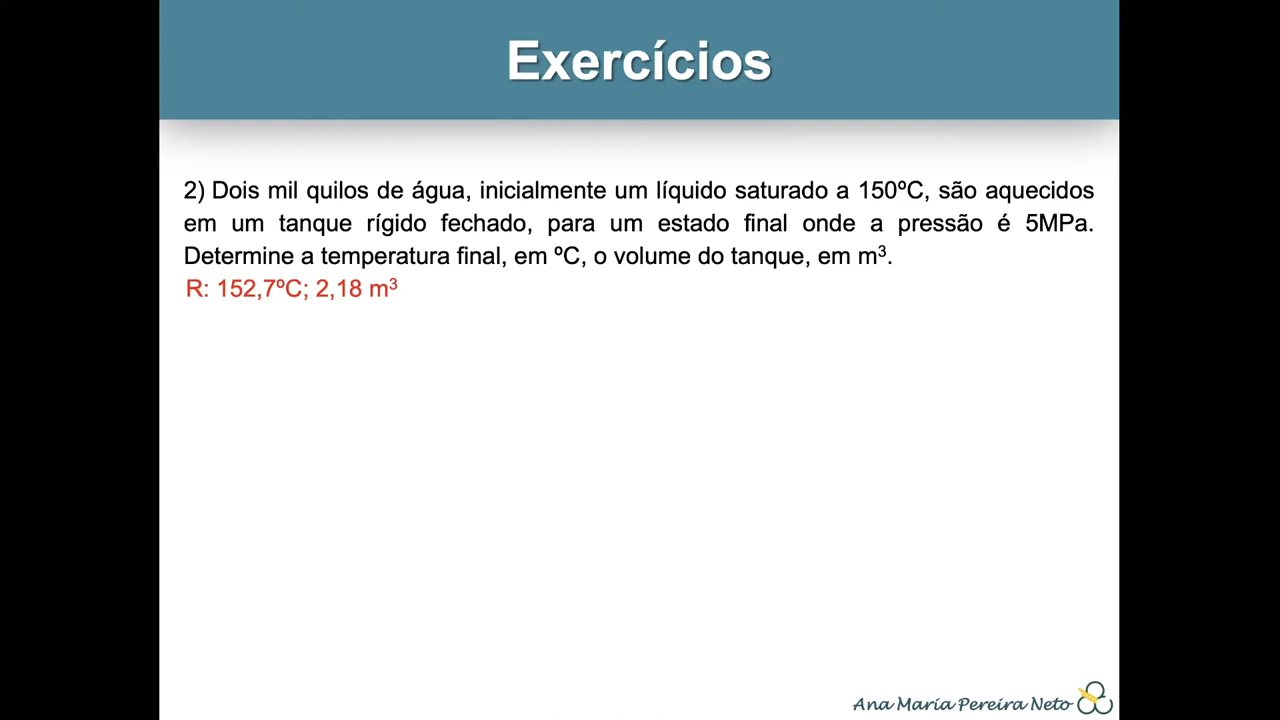 Exercícios
2) Dois mil quilos de água, inicialmente um líquido saturado a 150ºC, são aquecidos
em um tanque rígido fechado, para um estado final onde a pressão é 5MPa.
Determine a temperatura final, em ºC, o volume do tanque, em m³.
R: 152,7ºC; 2,18 m³
Ana Maria Pereira Neto